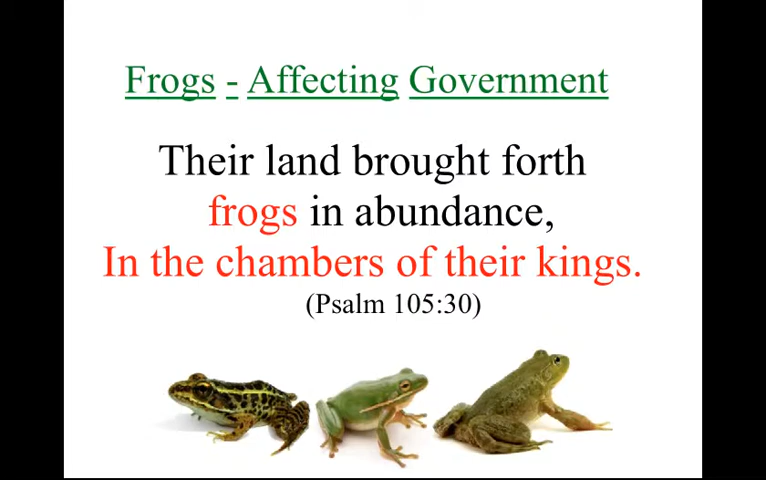 Frogs - Affecting Government
Their land brought forth
frogs in abundance,
In the chambers of their kings.
(Psalm 105:30)